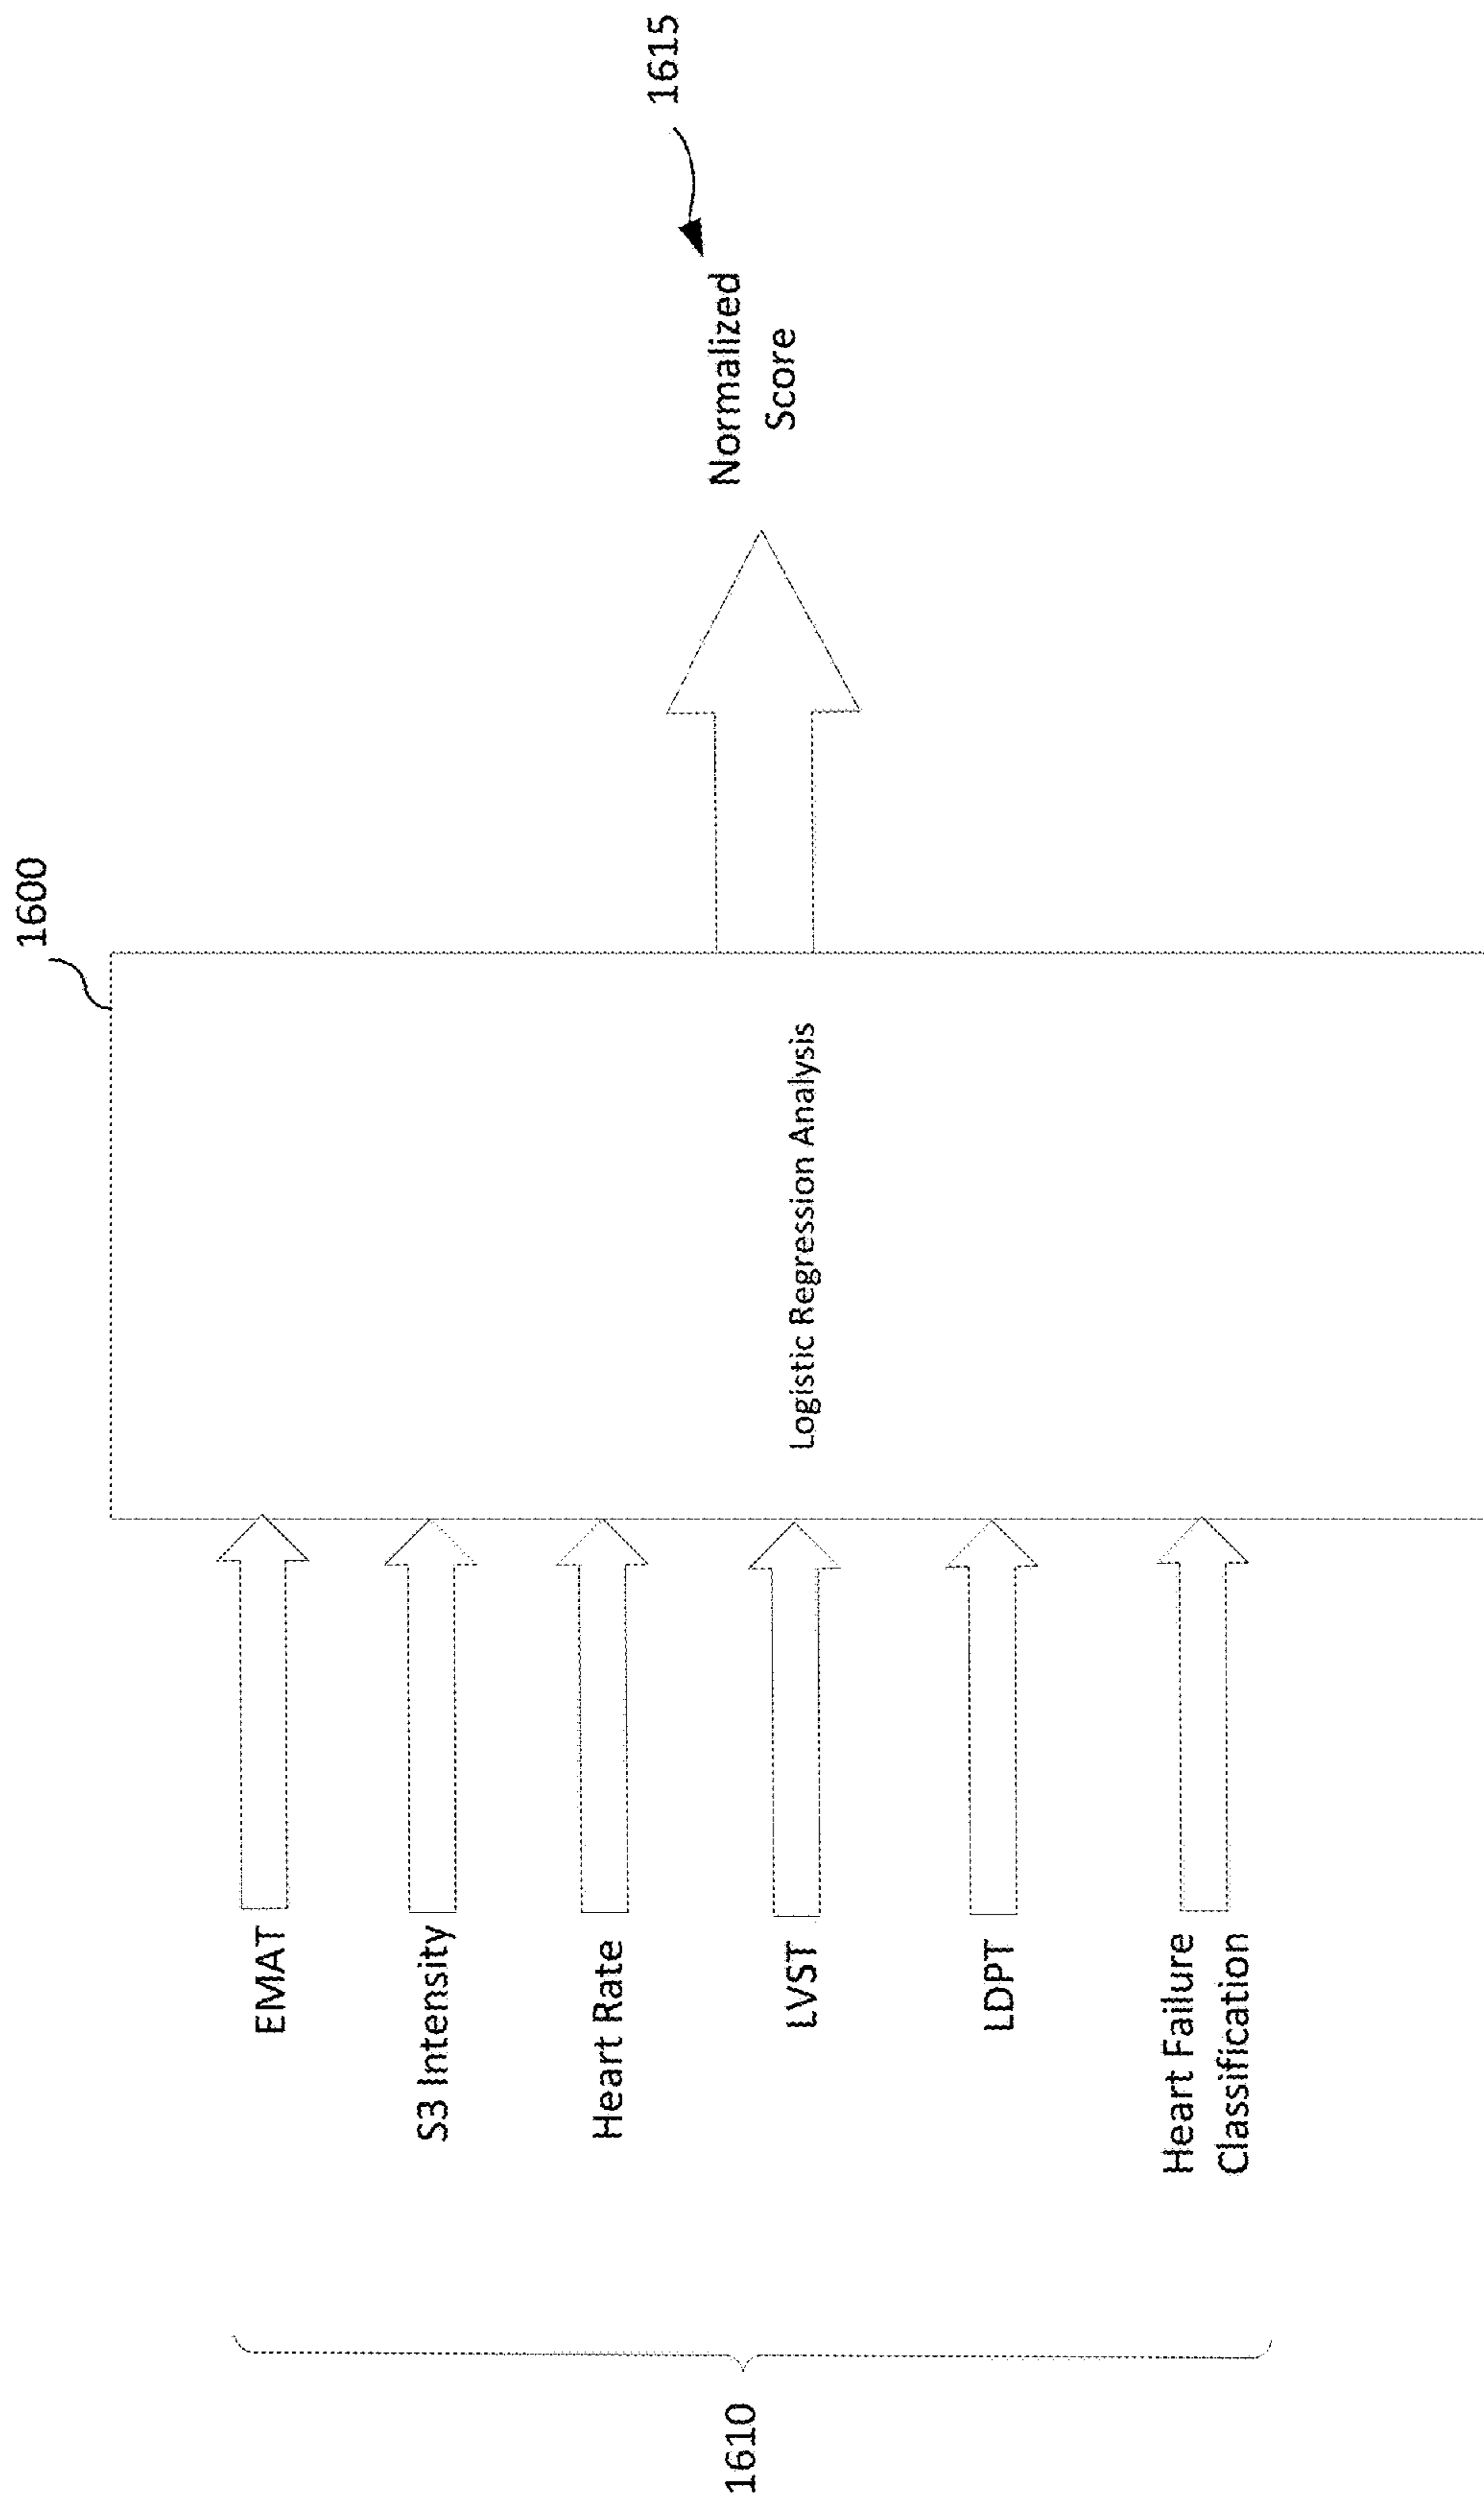 1600
1615
EMAT
S3 Intensity
Heart Rate
LVST
LDPT
Heart Failure
Classification
1610
Logistic Regression Analysis
Normalized
Score